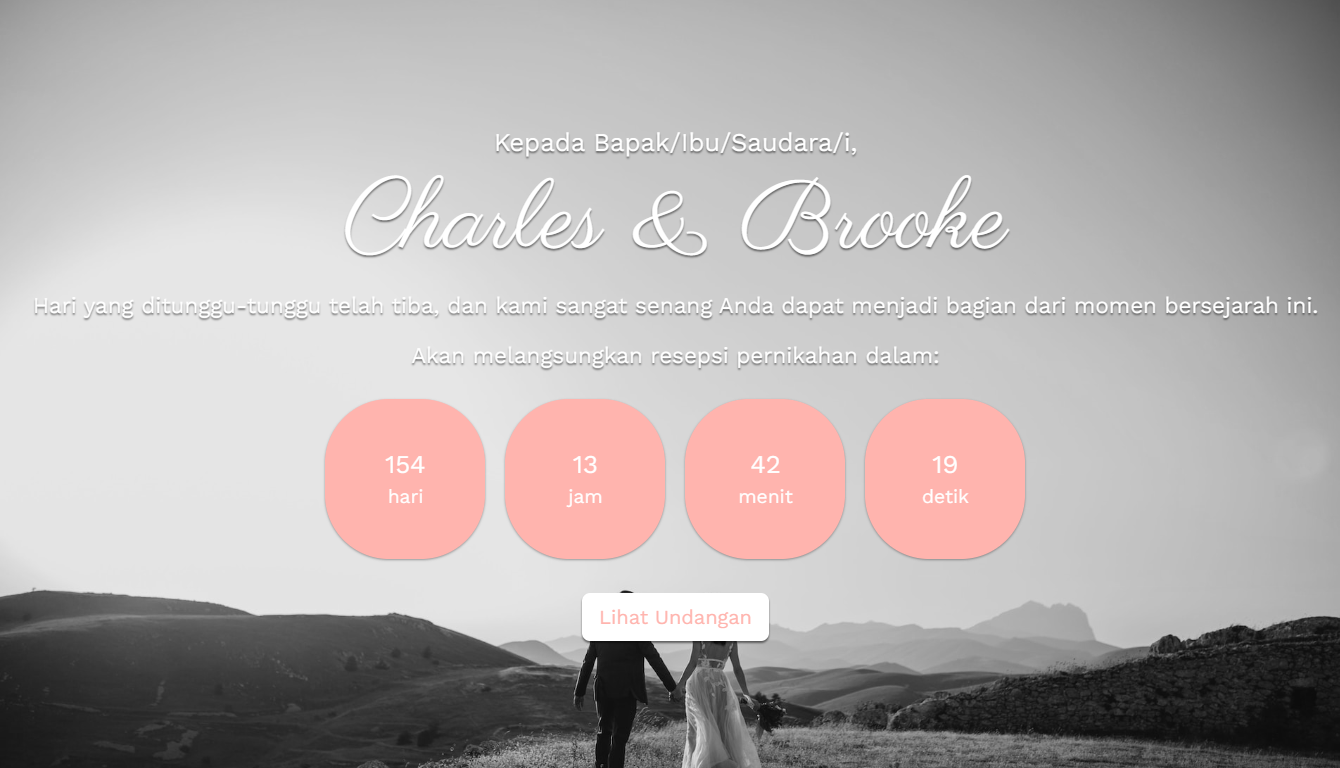 Kepada Bapak/Ibu/Saudara/i,
Charles & Brooke
Hari yang ditunggu-tunggu telah tiba, dan kami sangat senang Anda dapat menjadi bagian dari momen bersejarah ini.
Akan melangsungkan resepsi pernikahan dalam:
154 13 42 19
hari jam menit detik
Lihat Undangan